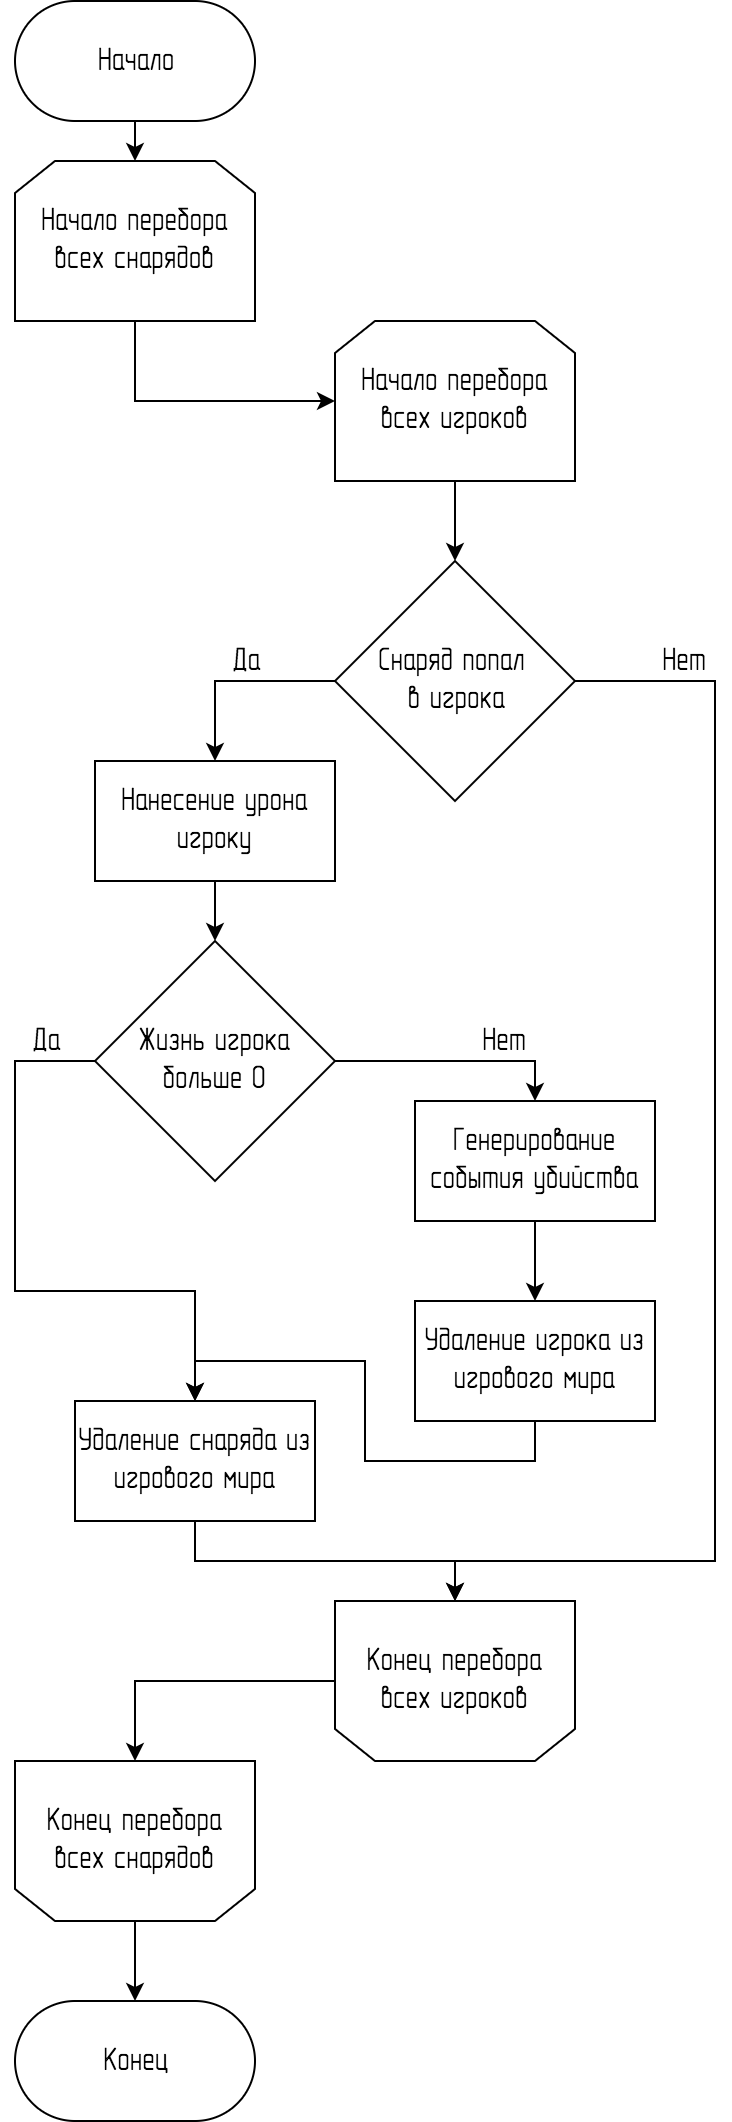 Начало
Начало перебора
всех снарядов
Начало перебора
всех игроков
Снаряд попал
в игрока
Да
Нет
Нанесение урона
игроку
Жизнь игрока
больше 0
Да
Нет
Генерирование
события убийства
Удаление игрока из
игрового мира
Удаление снаряда из
игрового мира
Конец перебора
всех игроков
Конец перебора
всех снарядов
Конец